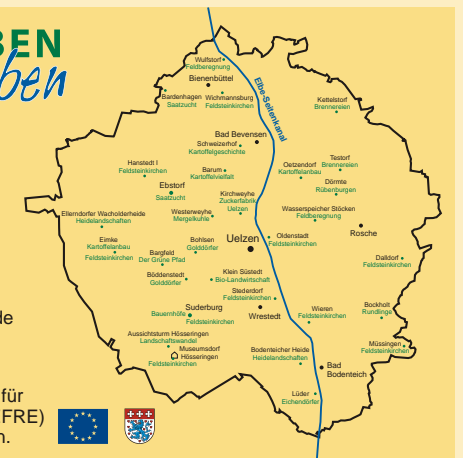 BEN
ben
Wulfstorf
Feldberegnung
Bienenbüttel
Bardenhagen
Saatzucht
Wichmannsburg
Feldsteinkirchen
Elbe-Seitenkanal
Kettelstorf
Brennereien
Bad Bevensen
Schweizerhof
Kartoffelgeschichte
Hanstedt I
Feldsteinkirchen
Barum
Kartoffelvielfalt
Oetzendorf
Kartoffelanbau
Testorf
Brennereien
Dörmte
Rübenburgen
Ebstorf
Saatzucht
Kirchweyhe
Zuckerfabrik
Uelzen
Ellerndorfer Wacholderheide
Heidelandschaften
Westerweyhe
Mergelkuhle
Wasserspeicher Stöcken
Feldberegnung
Rosche
Eimke
Kartoffelanbau
Feldsteinkirchen
Bohlsen
Golddörfer
Uelzen
Oldenstadt
Feldsteinkirchen
Bargfeld
Der Grüne Pfad
Dalldorf
Feldsteinkirchen
Böddenstedt
Golddörfer
Klein Süstedt
Bio-Landwirtschaft
Stederdorf
Feldsteinkirchen
Suderburg
Bauernhöfe
Feldsteinkirchen
Wrestedt
Wieren
Feldsteinkirchen
Bockholt
Rundlinge
de
Aussichtsturm Hösseringen
Landschaftswandel
Museumsdorf
Hösseringen
Feldsteinkirchen
Bodenteicher Heide
Heidelandschaften
Müssingen
Feldsteinkirchen
Bad
Bodenteich
Lüder
Eichendörfer
für
FRE)
n.